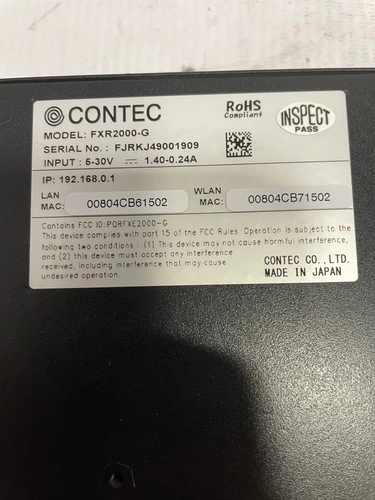 CONTEC
RoHS
Compliant
INSPECT
PASS
MODEL: FXR2000-G
SERIAL No.: FJRKJ49001909
INPUT : 5-30V ⎓ 1.40-0.24A
IP: 192.168.0.1
LAN
MAC: 00804CB61502
WLAN
MAC: 00804CB71502
Contains FCC ID:PQRFXE2000-G
This device complies with part 15 of the FCC Rules. Operation is subject to the
following two conditions: (1) This device may not cause harmful interference,
and (2) this device must accept any interference
received, including interference that may cause
undesired operation.
CONTEC CO.,LTD.
MADE IN JAPAN